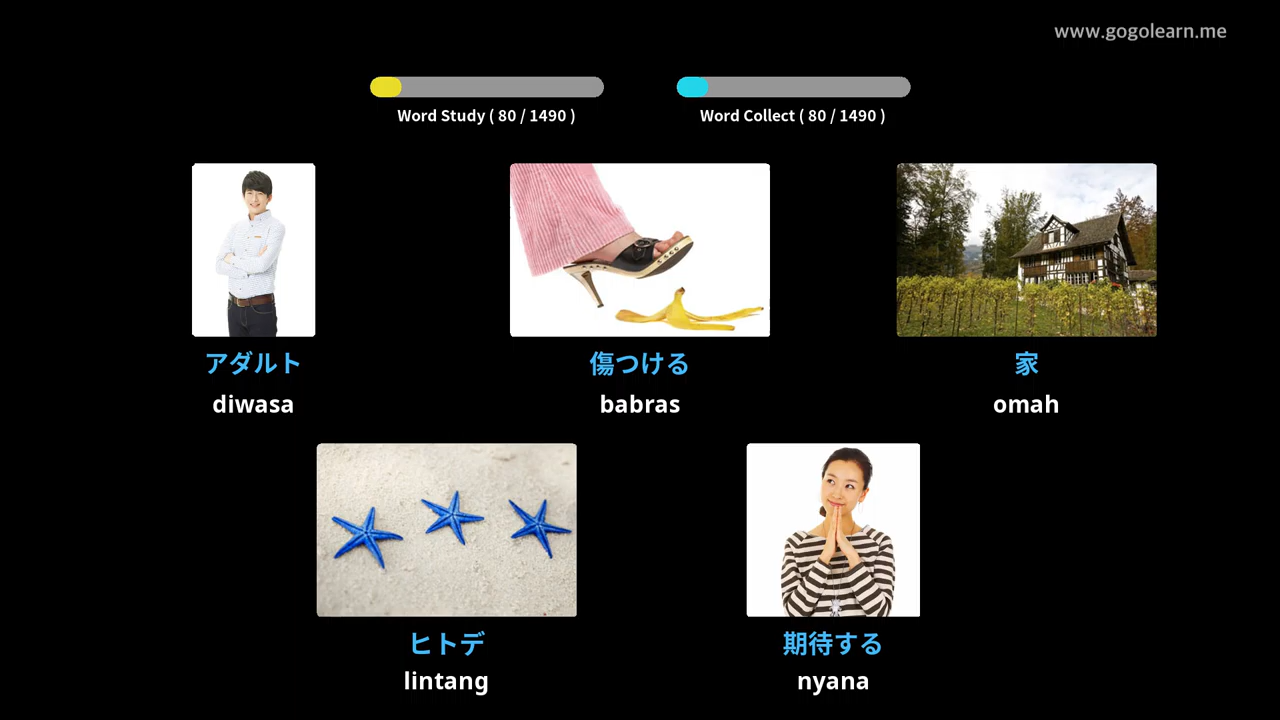 www.gogolearn.me
Word Study ( 80 / 1490 )
Word Collect ( 80 / 1490 )
アダルト
diwasa
傷つける
babras
家
omah
ヒトデ
lintang
期待する
nyana